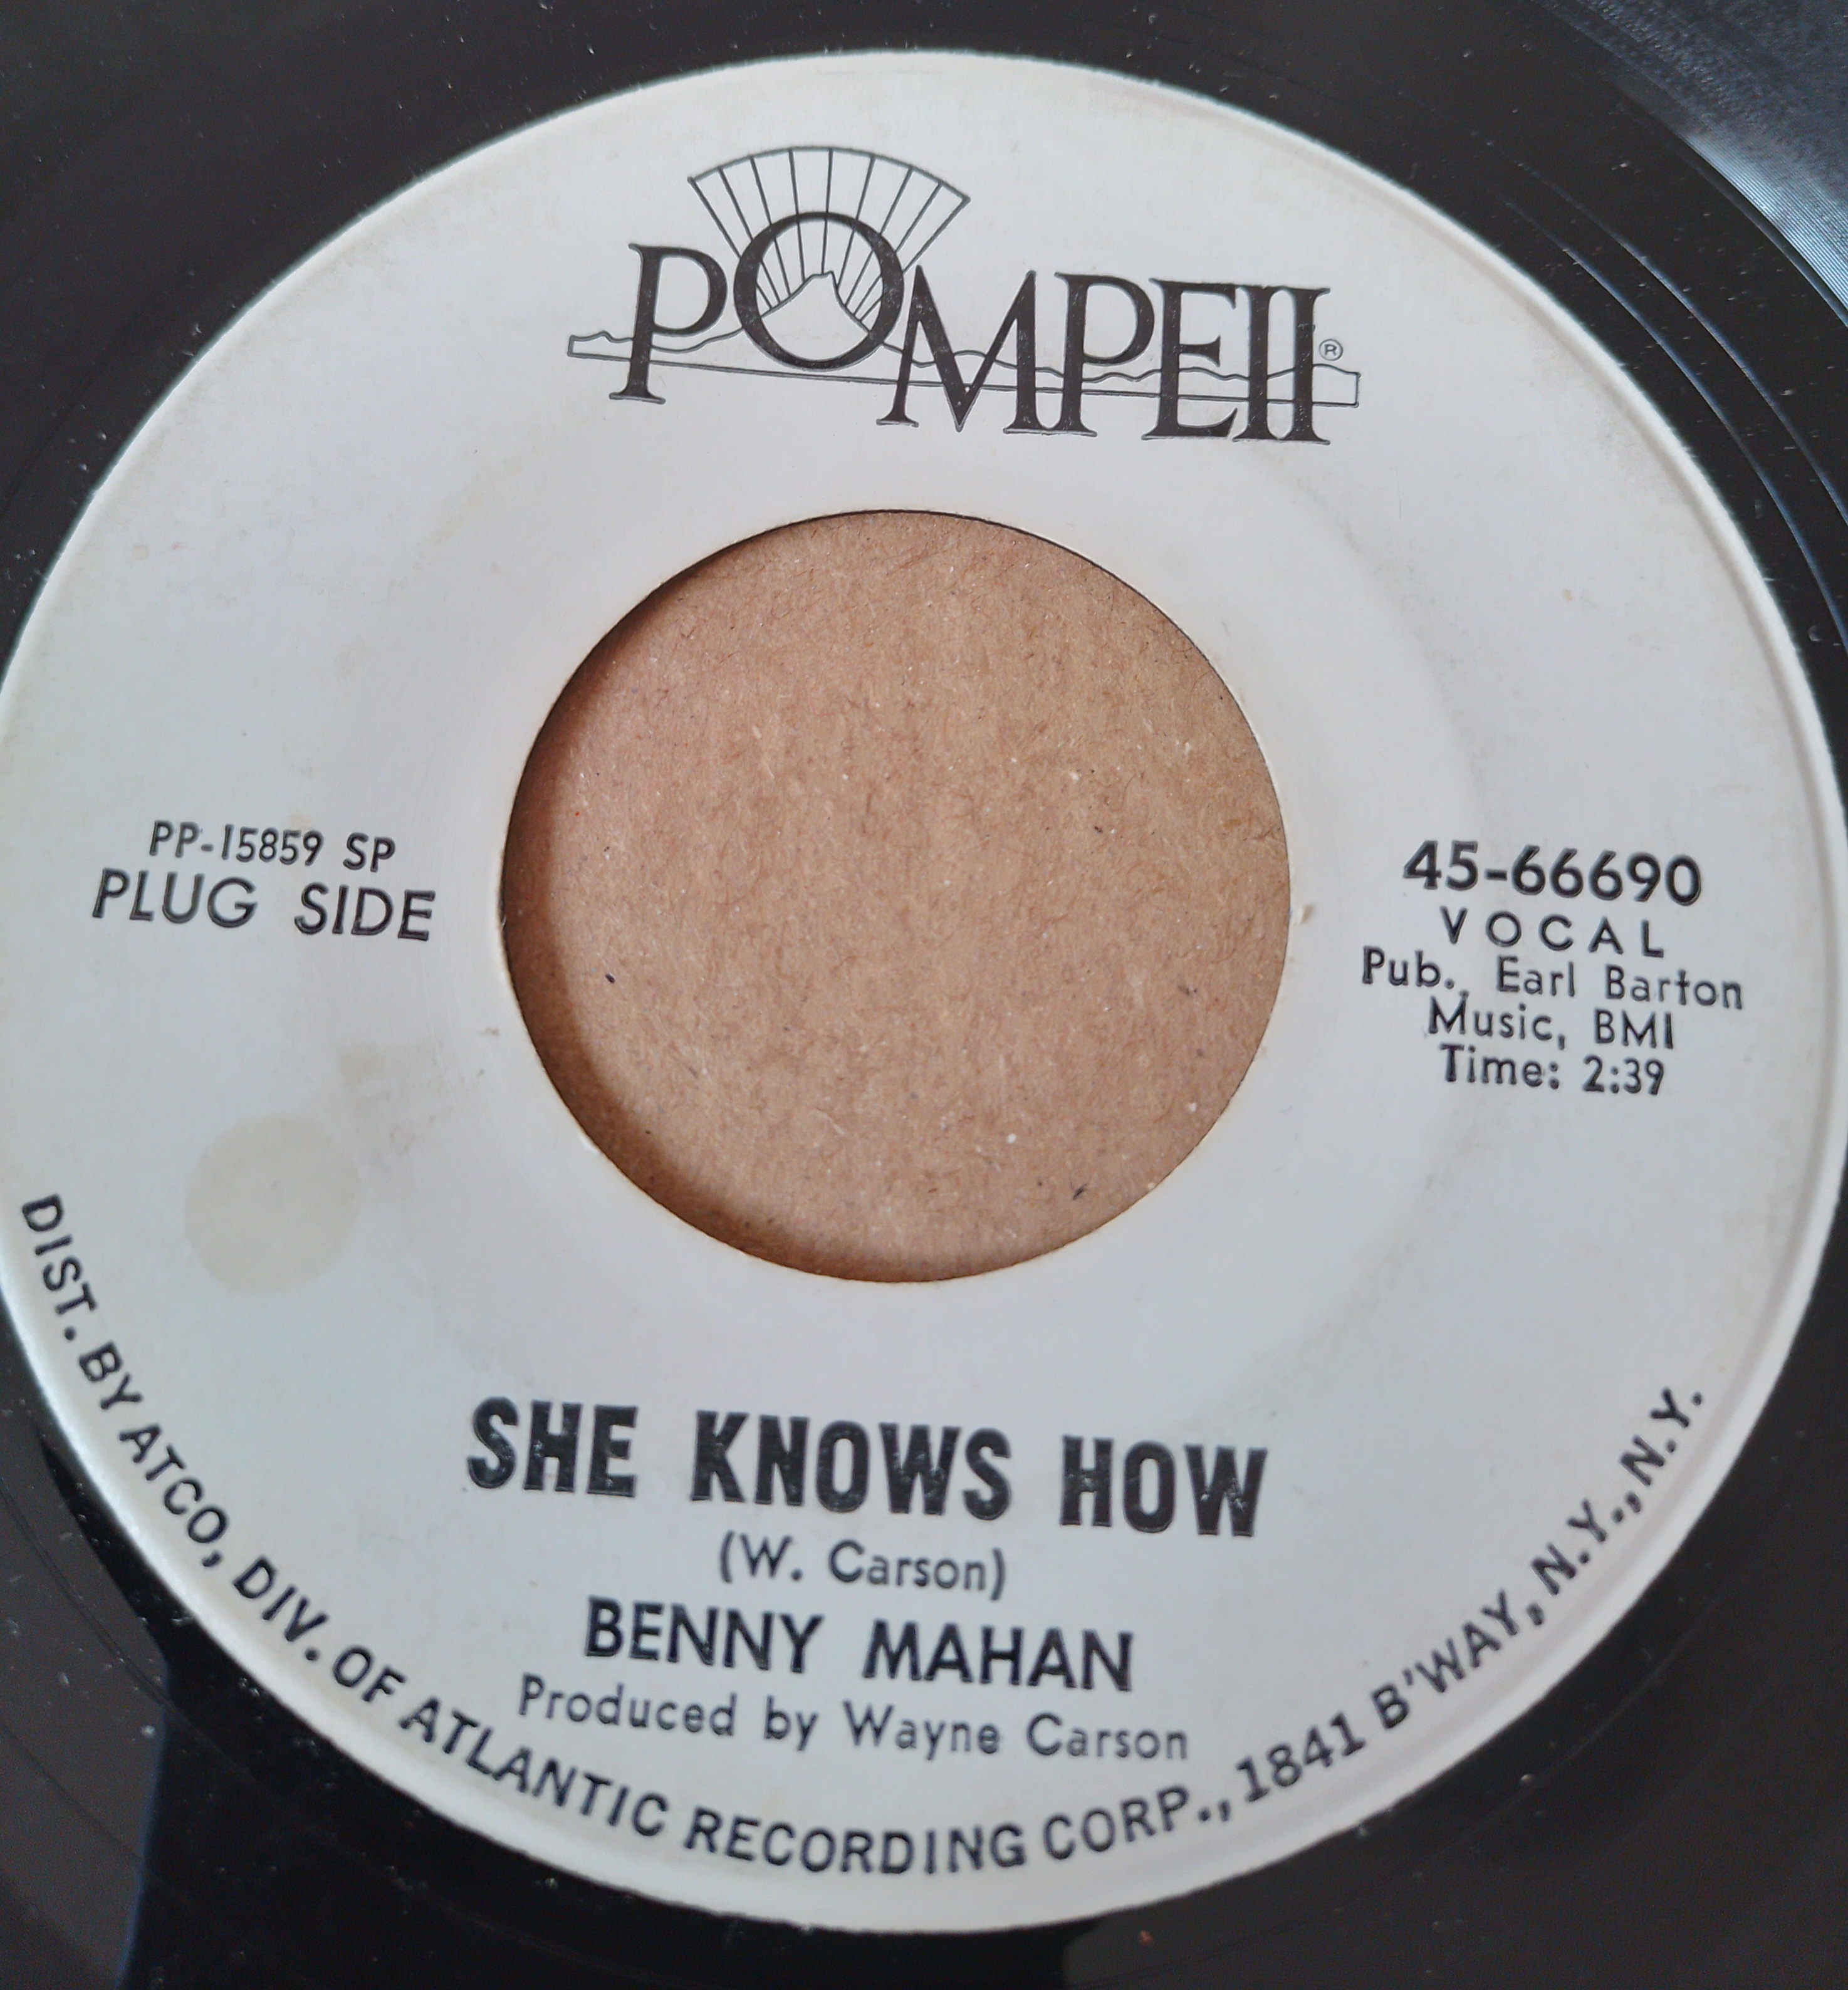 POMPEII®
PP-15859 SP
PLUG SIDE
45-66690
VOCAL
Pub., Earl Barton
Music, BMI
Time: 2:39
SHE KNOWS HOW
(W. Carson)
BENNY MAHAN
Produced by Wayne Carson
DIST. BY ATCO, DIV. OF ATLANTIC RECORDING CORP., 1841 B'WAY, N.Y., N.Y.